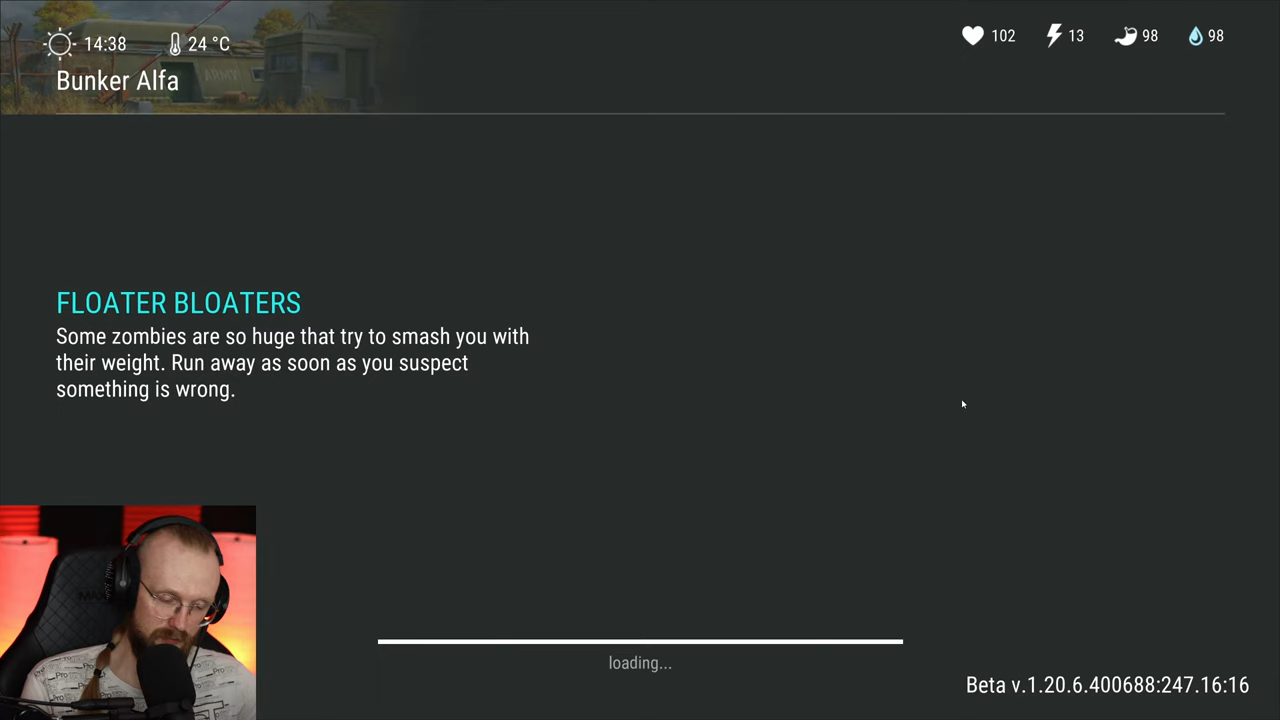 14:38 24 °C
Bunker Alfa
102 13 98 98
FLOATER BLOATERS
Some zombies are so huge that try to smash you with
their weight. Run away as soon as you suspect
something is wrong.
loading...
Beta v.1.20.6.400688:247.16:16